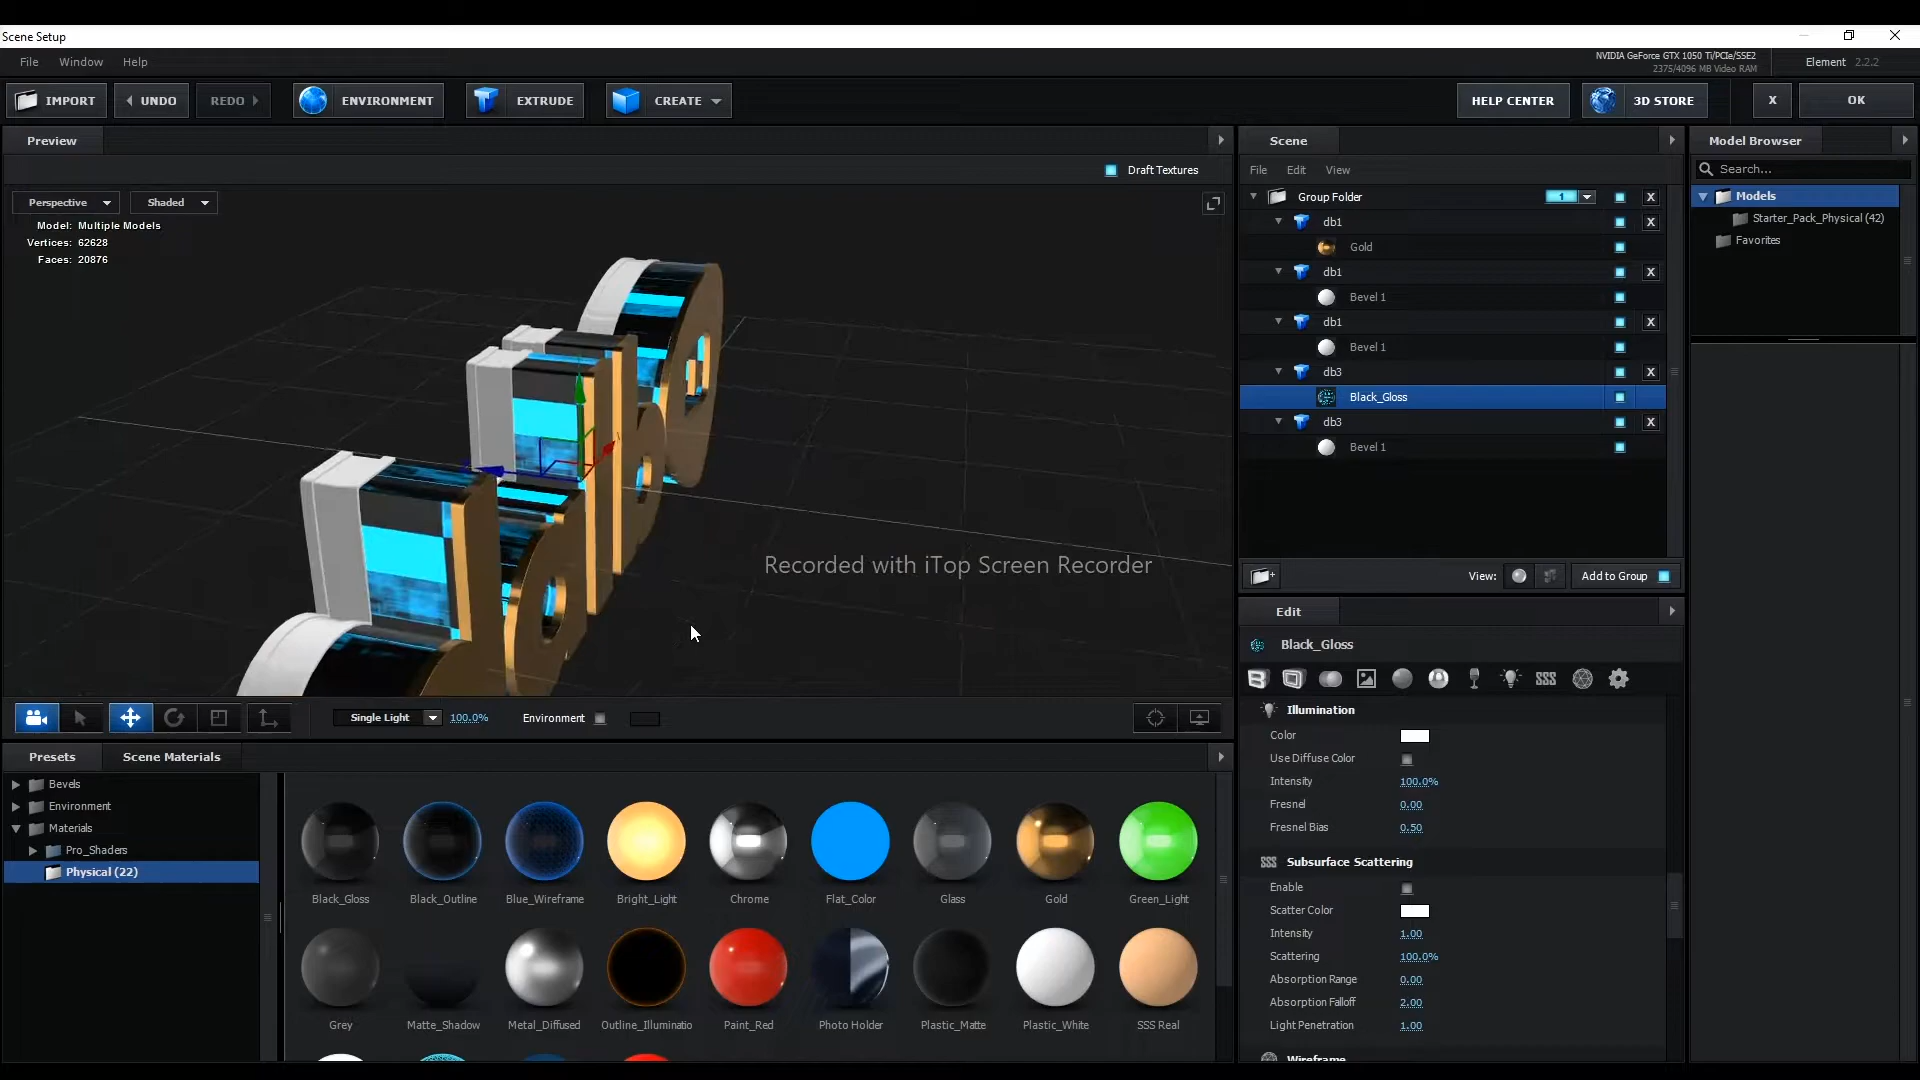 Scene Setup
File Window Help
NVIDIA GeForce GTX 1050 Ti/PCIe/SSE2
2375/4096 MB Video RAM
Element 2.2.2
IMPORT UNDO REDO ENVIRONMENT EXTRUDE CREATE HELP CENTER 3D STORE X OK
Preview
Draft Textures
Perspective Shaded
Model: Multiple Models
Vertices: 62628
Faces: 20876
Recorded with iTop Screen Recorder
Single Light 100.0% Environment
Scene
File Edit View
Group Folder 1 X
db1 X
Gold
db1 X
Bevel 1
db1 X
Bevel 1
db3 X
Black_Gloss
db3 X
Bevel 1
View: Add to Group
Model Browser
Search...
Models
Starter_Pack_Physical (42)
Favorites
Edit
Black_Gloss
Illumination
Color
Use Diffuse Color
Intensity 100.0%
Fresnel 0.00
Fresnel Bias 0.50
Subsurface Scattering
Enable
Scatter Color
Intensity 1.00
Scattering 100.0%
Absorption Range 0.00
Absorption Falloff 2.00
Light Penetration 1.00
Wireframe
Presets Scene Materials
Bevels
Environment
Materials
Pro_Shaders
Physical (22)
Black_Gloss Black_Outline Blue_Wireframe Bright_Light Chrome Flat_Color Glass Gold Green_Light
Grey Matte_Shadow Metal_Diffused Outline_Illuminatio Paint_Red Photo Holder Plastic_Matte Plastic_White SSS Real